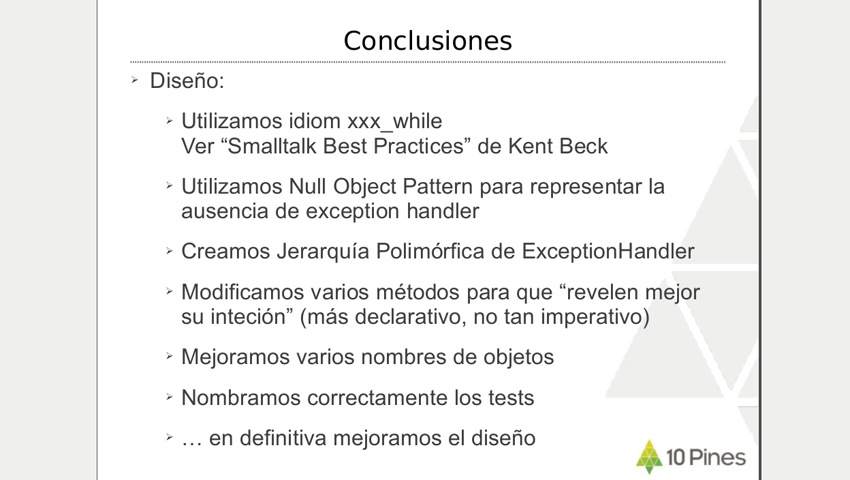 Conclusiones
Diseño:
Utilizamos idiom xxx_while
Ver “Smalltalk Best Practices” de Kent Beck
Utilizamos Null Object Pattern para representar la
ausencia de exception handler
Creamos Jerarquía Polimórfica de ExceptionHandler
Modificamos varios métodos para que “revelen mejor
su inteción” (más declarativo, no tan imperativo)
Mejoramos varios nombres de objetos
Nombramos correctamente los tests
… en definitiva mejoramos el diseño
10 Pines